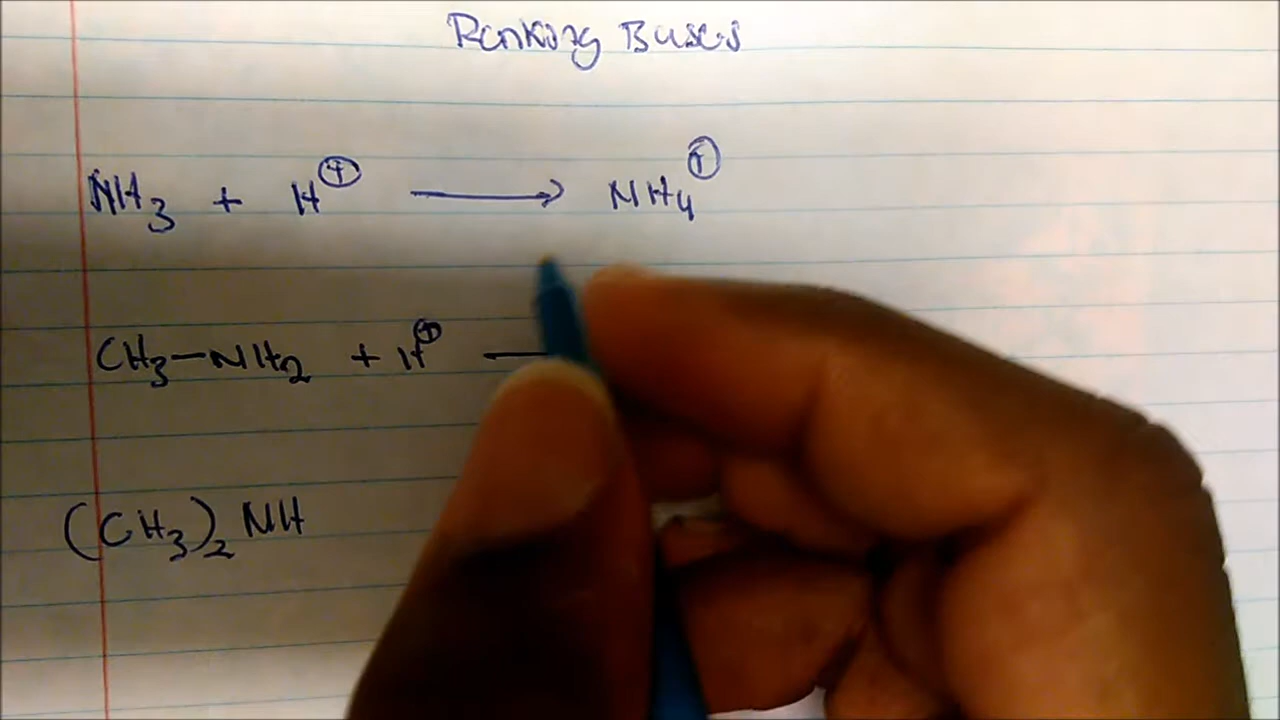 Ranking Bases
NH₃ + H⊕ ⟶ NH₄⊕
CH₃—NH₂ + H⊕ —
(CH₃)₂NH